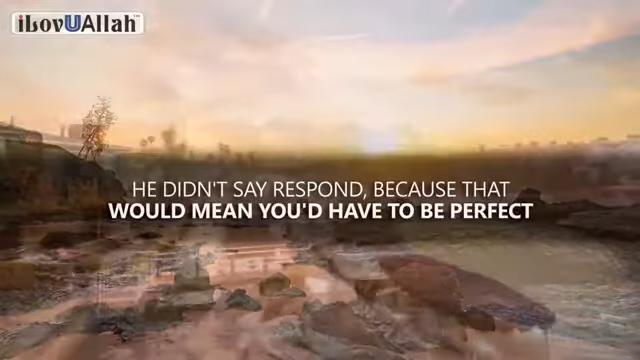 iLovUAllah
HE DIDN'T SAY RESPOND, BECAUSE THAT
WOULD MEAN YOU'D HAVE TO BE PERFECT